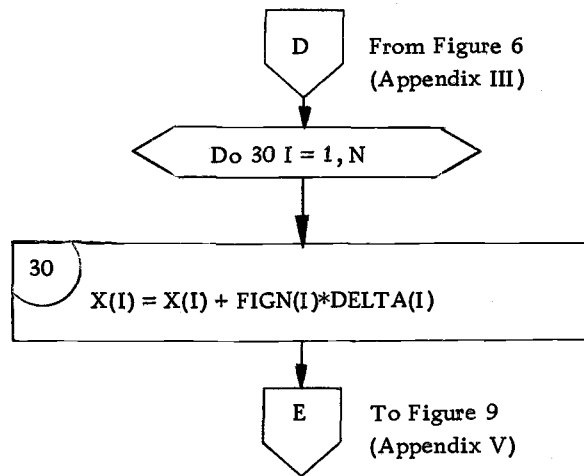 D
From Figure 6
(Appendix III)
Do 30 I = 1, N
30
X(I) = X(I) + FIGN(I)*DELTA(I)
E
To Figure 9
(Appendix V)